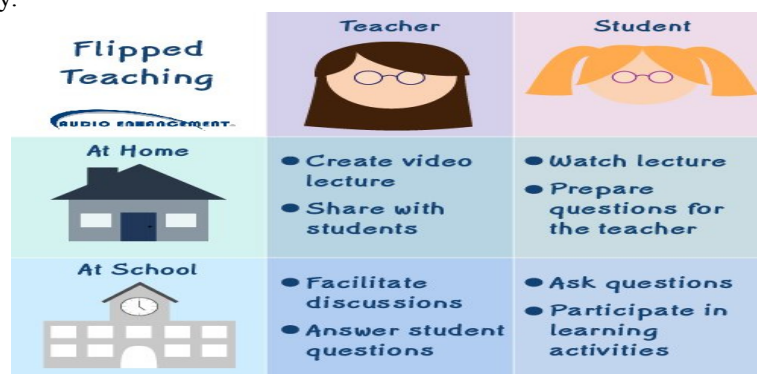 y.
Flipped
Teaching
AUDIO ENHANCEMENT
Teacher
Student
At Home
● Create video
lecture
● Share with
students
● Watch lecture
● Prepare
questions for
the teacher
At School
● Facilitate
discussions
● Answer student
questions
● Ask questions
● Participate in
learning
activities